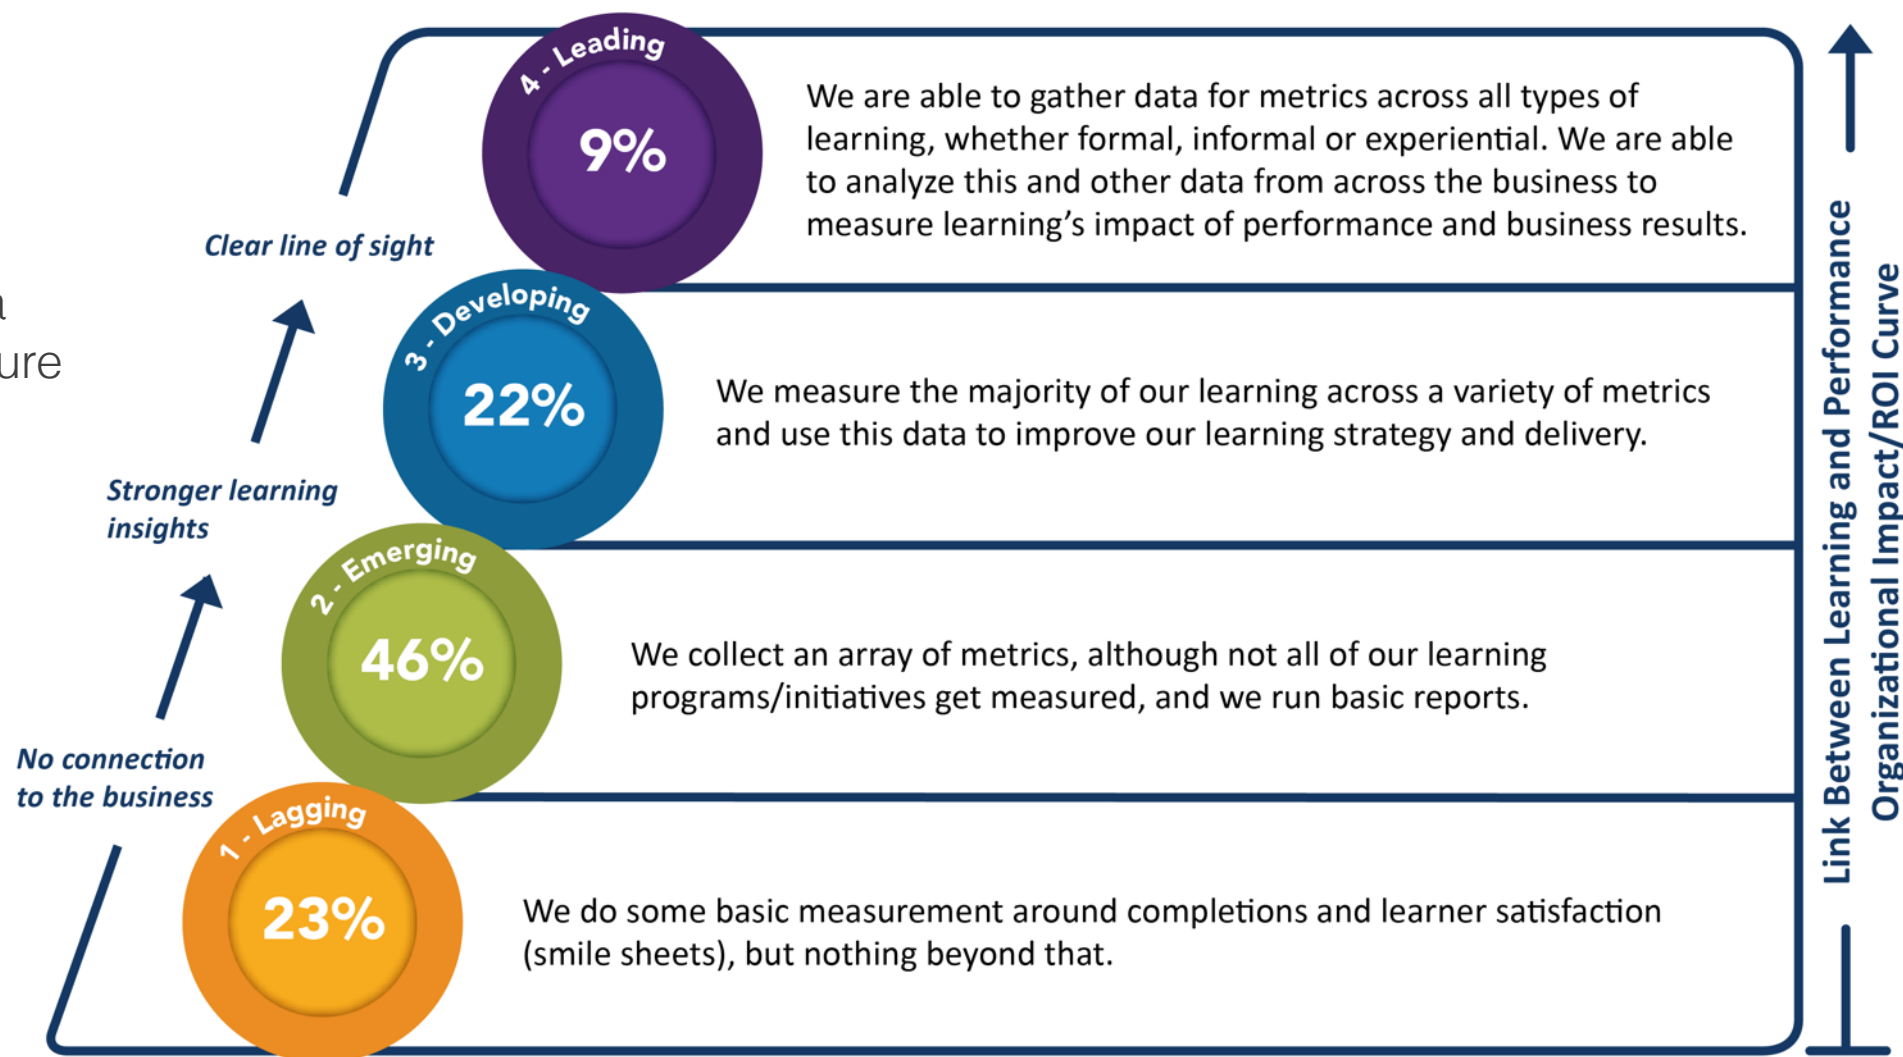 4 - Leading
9%
We are able to gather data for metrics across all types of
learning, whether formal, informal or experiential. We are able
to analyze this and other data from across the business to
measure learning's impact of performance and business results.
Clear line of sight
3 - Developing
22%
We measure the majority of our learning across a variety of metrics
and use this data to improve our learning strategy and delivery.
Stronger learning
insights
2 - Emerging
46%
We collect an array of metrics, although not all of our learning
programs/initiatives get measured, and we run basic reports.
No connection
to the business
1 - Lagging
23%
We do some basic measurement around completions and learner satisfaction
(smile sheets), but nothing beyond that.
Link Between Learning and Performance
Organizational Impact/ROI Curve